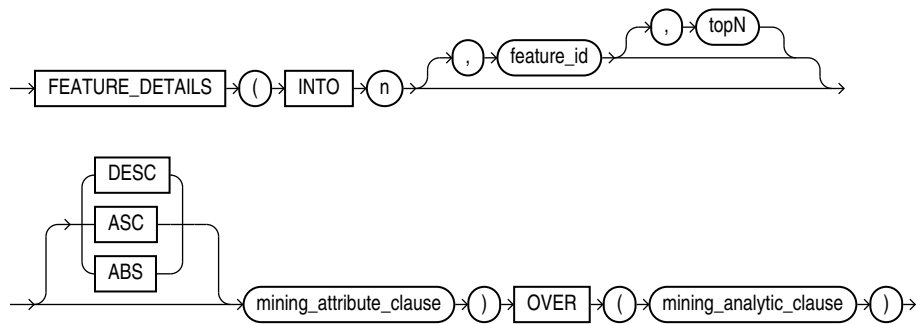 , topN
, feature_id
FEATURE_DETAILS ( INTO n
DESC
ASC
ABS
mining_attribute_clause ) OVER ( mining_analytic_clause )